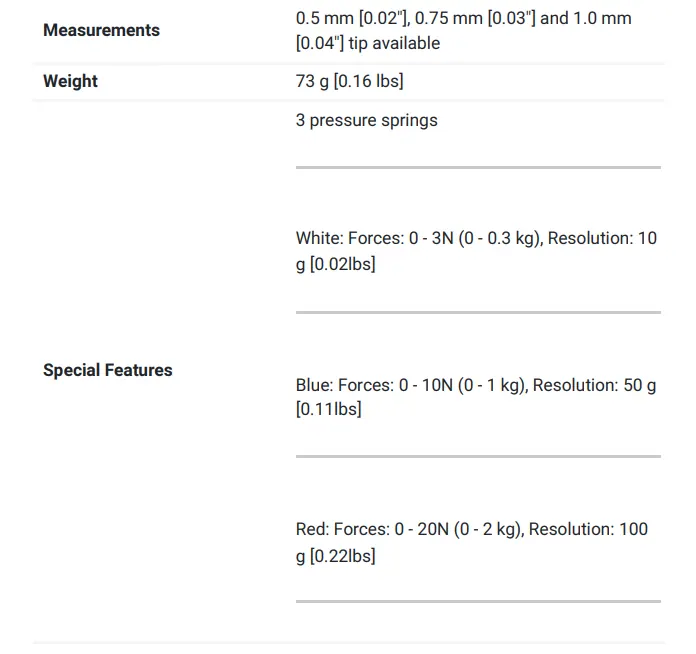 Measurements
0.5 mm [0.02"], 0.75 mm [0.03"] and 1.0 mm
[0.04"] tip available
Weight
73 g [0.16 lbs]
Special Features
3 pressure springs
White: Forces: 0 - 3N (0 - 0.3 kg), Resolution: 10
g [0.02lbs]
Blue: Forces: 0 - 10N (0 - 1 kg), Resolution: 50 g
[0.11lbs]
Red: Forces: 0 - 20N (0 - 2 kg), Resolution: 100
g [0.22lbs]